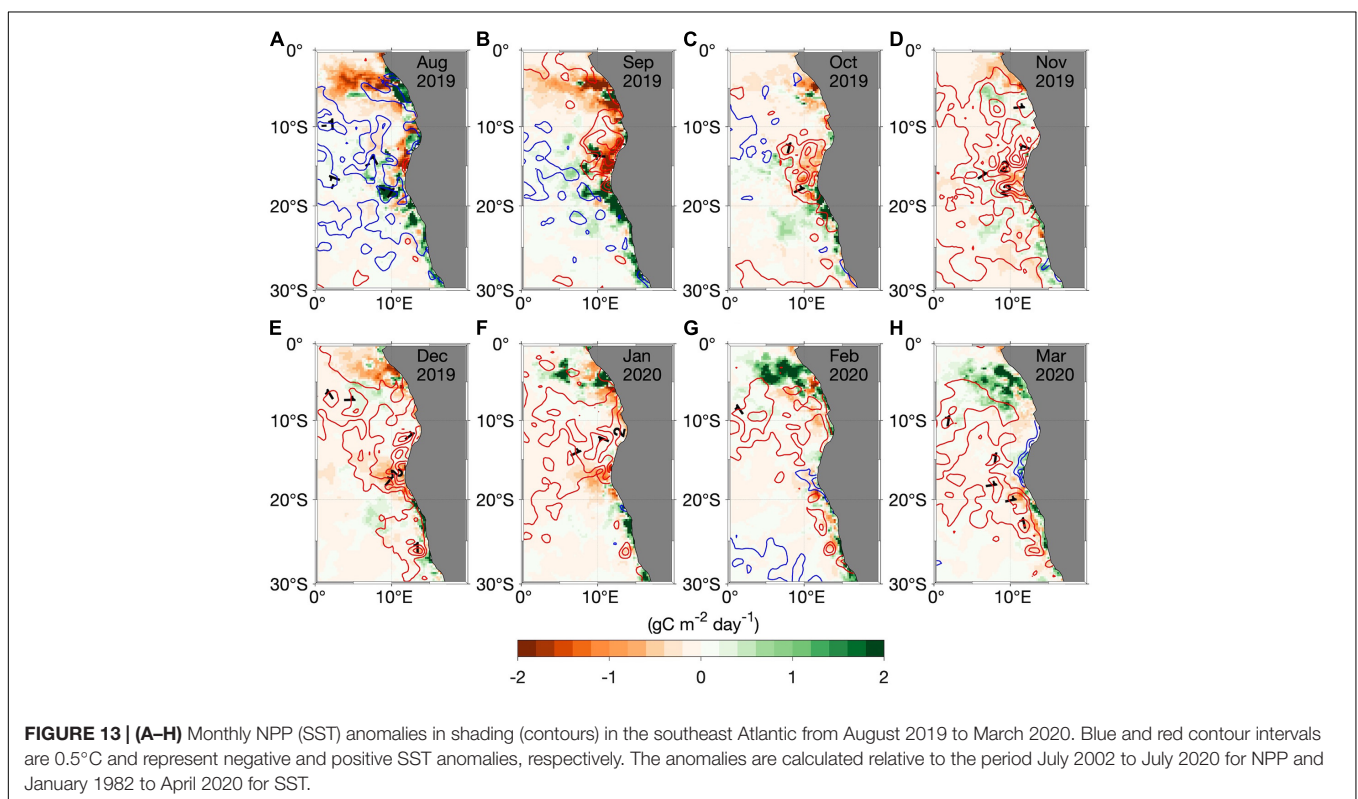 A
B
C
D
0°
0°
0°
0°
Aug
2019
Sep
2019
Oct
2019
Nov
2019
10°S
10°S
10°S
10°S
20°S
20°S
20°S
20°S
30°S
30°S
30°S
30°S
0°
10°E
0°
10°E
0°
10°E
0°
10°E
E
F
G
H
0°
0°
0°
0°
Dec
2019
Jan
2020
Feb
2020
Mar
2020
10°S
10°S
10°S
10°S
20°S
20°S
20°S
20°S
30°S
30°S
30°S
30°S
0°
10°E
0°
10°E
0°
10°E
0°
10°E
(gC m⁻² day⁻¹)
-2 -1 0 1 2
FIGURE 13 | (A–H) Monthly NPP (SST) anomalies in shading (contours) in the southeast Atlantic from August 2019 to March 2020. Blue and red contour intervals
are 0.5°C and represent negative and positive SST anomalies, respectively. The anomalies are calculated relative to the period July 2002 to July 2020 for NPP and
January 1982 to April 2020 for SST.